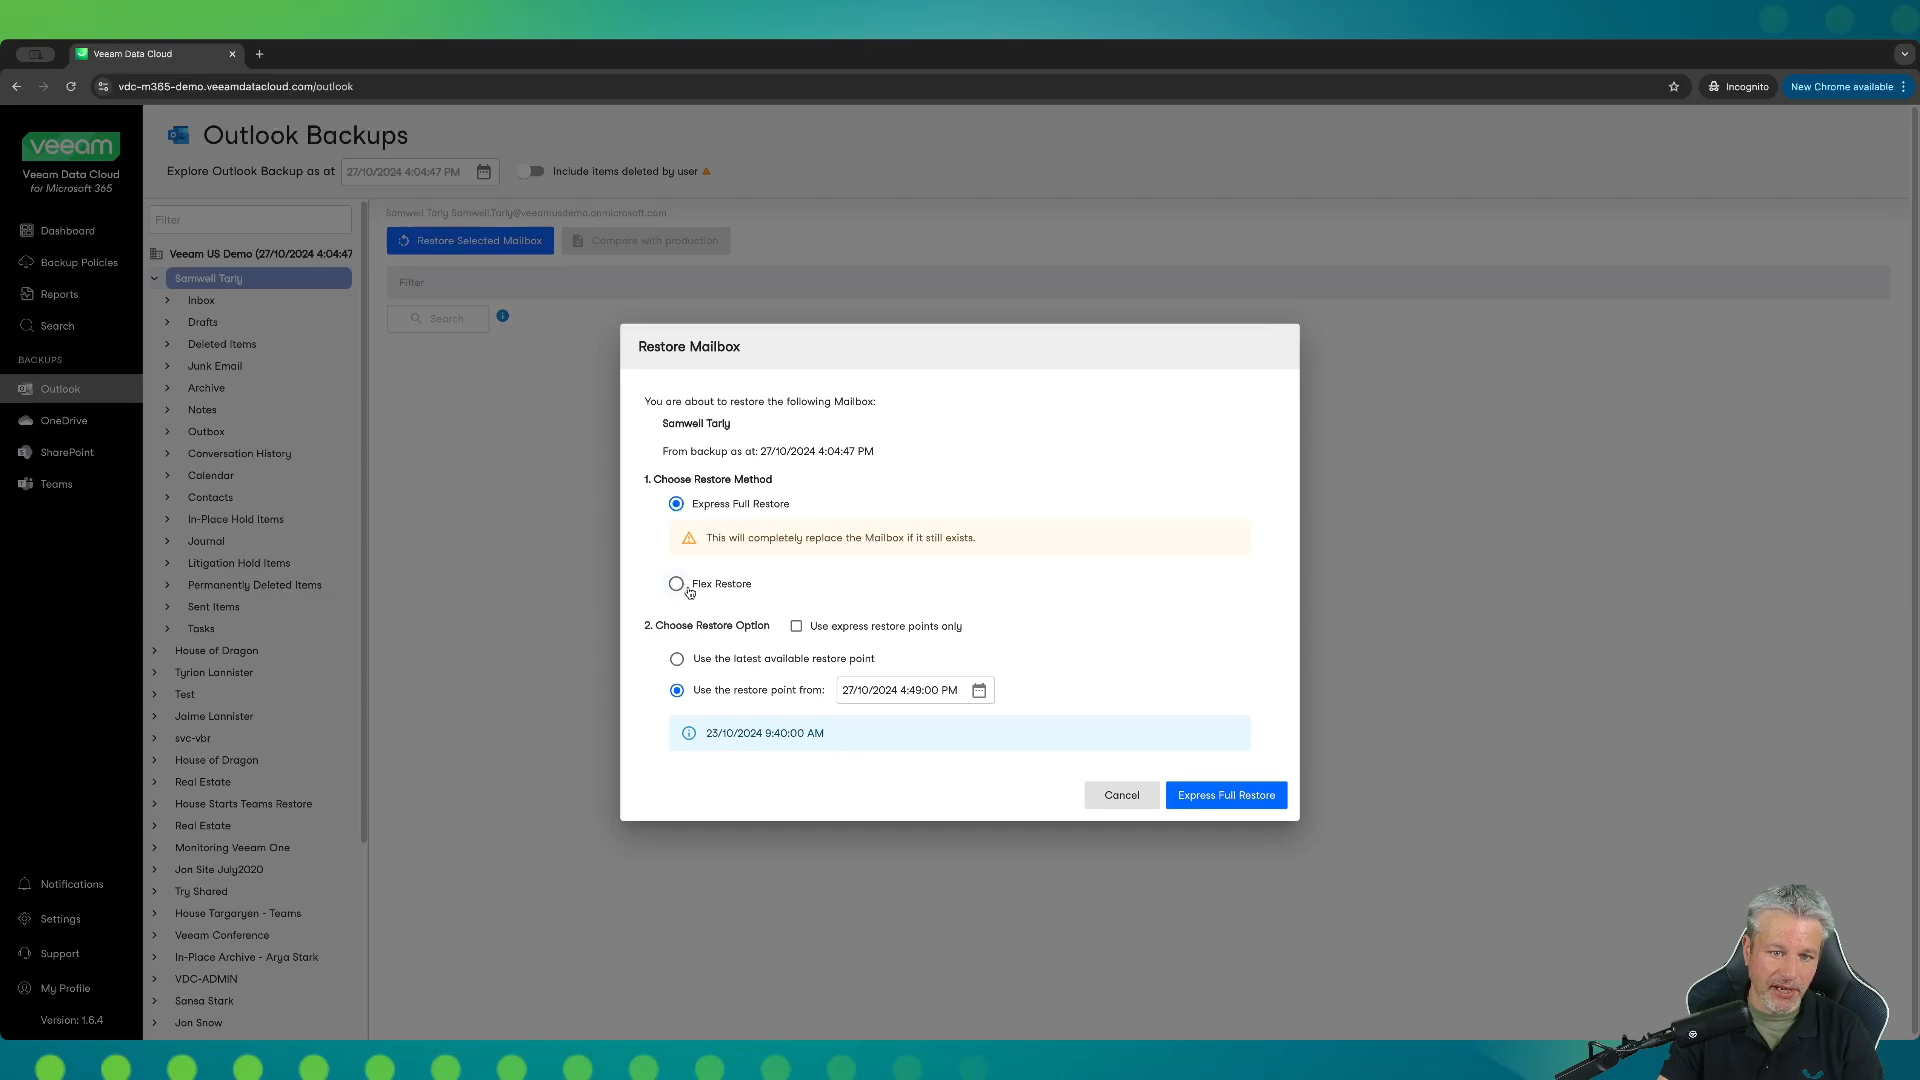 Veeam Data Cloud
vdc-m365-demo.veeamdatacloud.com/outlook
Incognito
New Chrome available
veeam
Veeam Data Cloud
for Microsoft 365
Dashboard
Backup Policies
Reports
Search
BACKUPS
Outlook
OneDrive
SharePoint
Teams
Notifications
Settings
Support
My Profile
Version: 1.6.4
Outlook Backups
Explore Outlook Backup as at 27/10/2024 4:04:47 PM Include items deleted by user
Filter
Veeam US Demo (27/10/2024 4:04:47
Samwell Tarly
Inbox
Drafts
Deleted Items
Junk Email
Archive
Notes
Outbox
Conversation History
Calendar
Contacts
In-Place Hold Items
Journal
Litigation Hold Items
Permanently Deleted Items
Sent Items
Tasks
House of Dragon
Tyrion Lannister
Test
Jaime Lannister
svc-vbr
House of Dragon
Real Estate
House Starts Teams Restore
Real Estate
Monitoring Veeam One
Jon Site July2020
Try Shared
House Targaryen - Teams
Veeam Conference
In-Place Archive - Arya Stark
VDC-ADMIN
Sansa Stark
Jon Snow
Samwell Tarly Samwell.Tarly@veeamusdemo.onmicrosoft.com
Restore Selected Mailbox
Compare with production
Filter
Search
Restore Mailbox
You are about to restore the following Mailbox:
Samwell Tarly
From backup as at: 27/10/2024 4:04:47 PM
1. Choose Restore Method
Express Full Restore
This will completely replace the Mailbox if it still exists.
Flex Restore
2. Choose Restore Option Use express restore points only
Use the latest available restore point
Use the restore point from: 27/10/2024 4:49:00 PM
23/10/2024 9:40:00 AM
Cancel
Express Full Restore